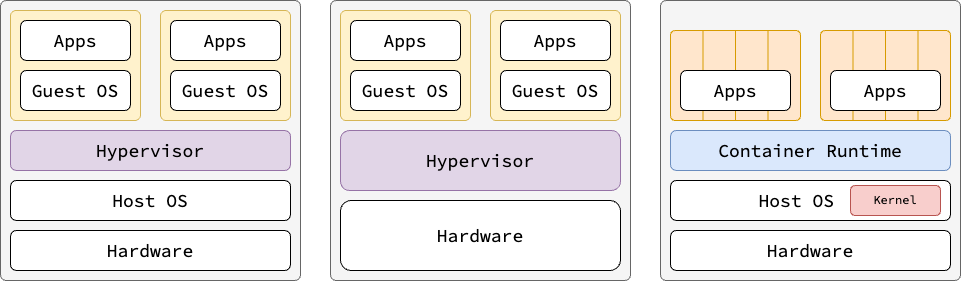 Apps
Apps
Guest OS
Guest OS
Hypervisor
Host OS
Hardware
Apps
Apps
Guest OS
Guest OS
Hypervisor
Hardware
Apps
Apps
Container Runtime
Host OS
Kernel
Hardware